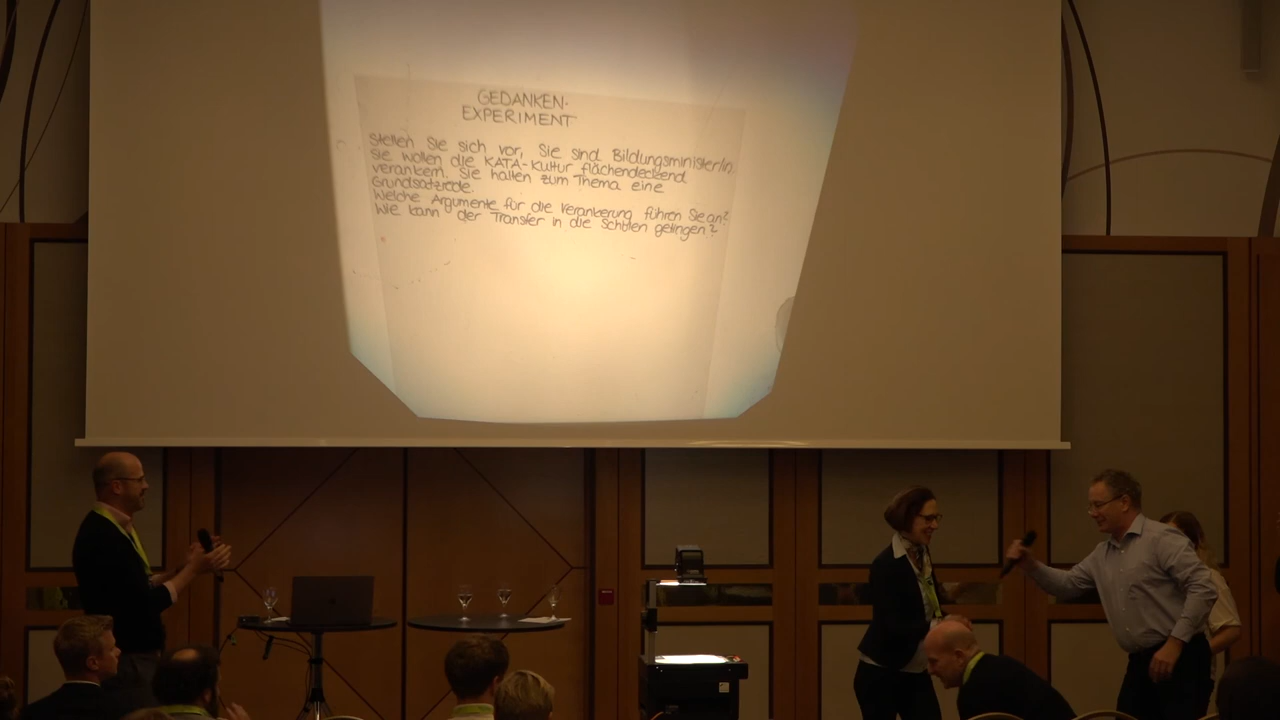 GEDANKEN-
EXPERIMENT
Stellen Sie sich vor, Sie sind BildungsministerIn,
Sie wollen die KATA-Kultur flächendeckend
verankern. Sie halten zum Thema eine
Grundsatzrede.
Welche Argumente für die Verankerung führen Sie an?
Wie kann der Transfer in die Schulen gelingen?